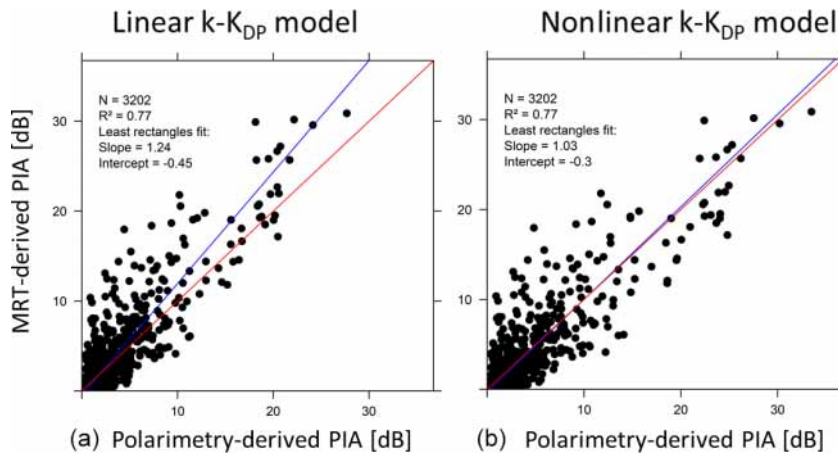 Linear k-KDP model
Nonlinear k-KDP model
N = 3202
R² = 0.77
Least rectangles fit:
Slope = 1.24
Intercept = -0.45
MRT-derived PIA [dB]
30
20
10
10
20
30
(a) Polarimetry-derived PIA [dB]
N = 3202
R² = 0.77
Least rectangles fit:
Slope = 1.03
Intercept = -0.3
30
20
10
10
20
30
(b) Polarimetry-derived PIA [dB]